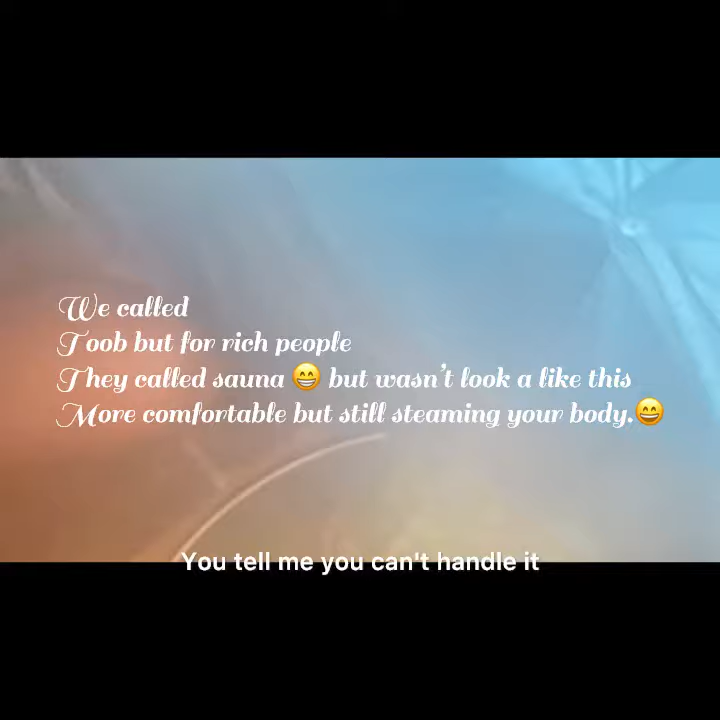 We called
Toob but for rich people
They called sauna 😁 but wasn't look a like this
More comfortable but still steaming your body.😄
You tell me you can't handle it